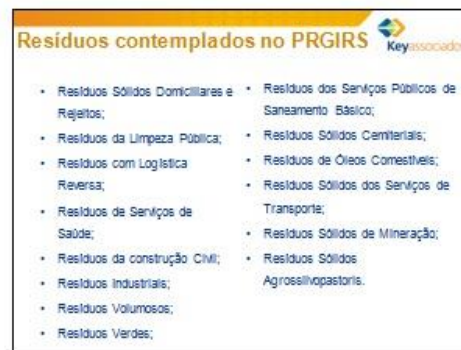 Resíduos contemplados no PRGIRS
Keyassociados
Resíduos Sólidos Domiciliares e
Rejeitos;
Resíduos da Limpeza Pública;
Resíduos com Logística
Reversa;
Resíduos de Serviços de
Saúde;
Resíduos da construção Civil;
Resíduos Industriais;
Resíduos Volumosos;
Resíduos Verdes;
Resíduos dos Serviços Públicos de
Saneamento Básico;
Resíduos Sólidos Cemiteriais;
Resíduos de Óleos Comestíveis;
Resíduos Sólidos dos Serviços de
Transporte;
Resíduos Sólidos de Mineração;
Resíduos Sólidos
Agrossilvopastoris.